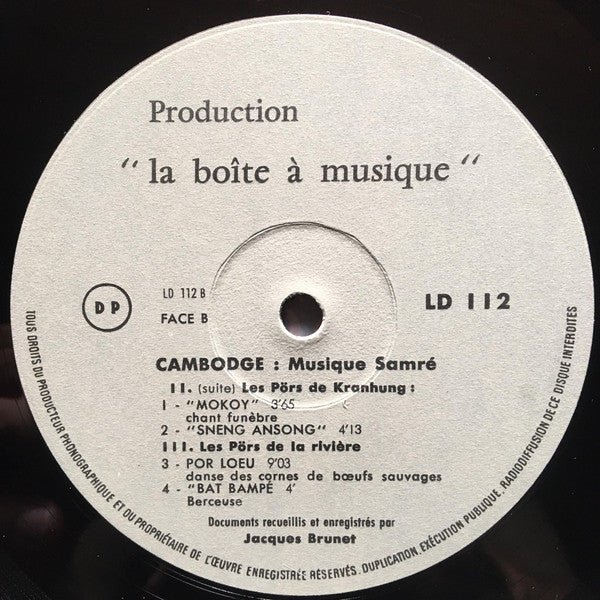 Production
“ la boîte à musique “
D P
LD 112 B
FACE B
LD 112
CAMBODGE : Musique Samré
II. (suite) Les Pörs de Kranhung :
1 - “MOKOY” 3'65
chant funèbre
2 - “SNENG ANSONG“ 4'13
III. Les Pörs de la rivière
3 - POR LOEU 9'03
danse des cornes de bœufs sauvages
4 - “BAT BAMPÉ 4'
Berceuse
Documents recueillis et enregistrés par
Jacques Brunet
TOUS DROITS DU PRODUCTEUR PHONOGRAPHIQUE ET DU PROPRIÉTAIRE DE L'ŒUVRE ENREGISTRÉE RÉSERVÉS. DUPLICATION EXÉCUTION PUBLIQUE. RADIODIFFUSION DE CE DISQUE INTERDITES